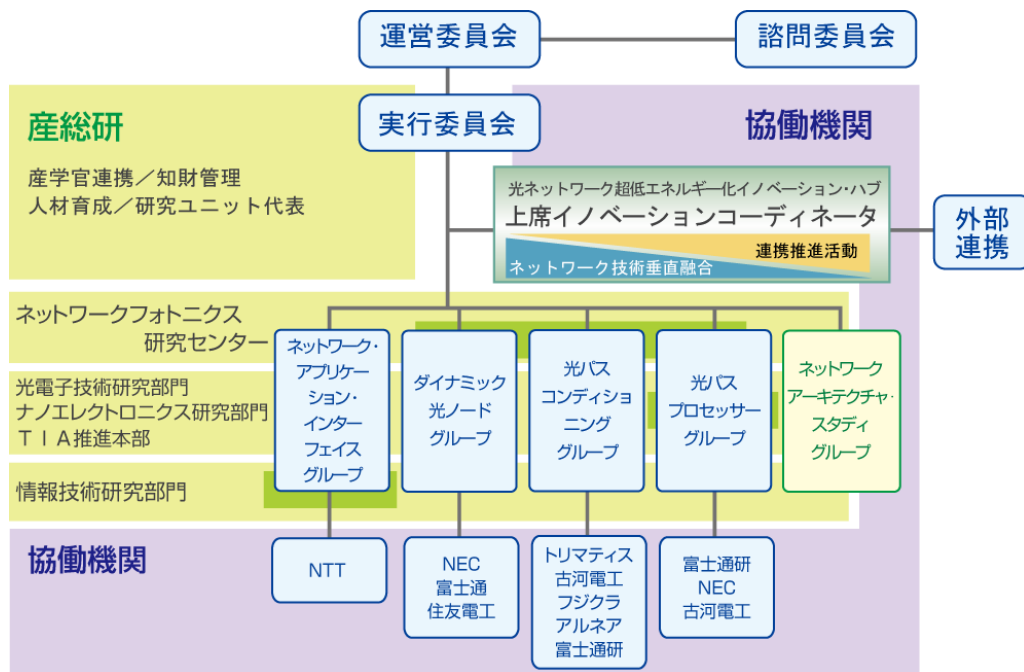 運営委員会
諮問委員会
産総研
実行委員会
協働機関
産学官連携／知財管理
人材育成／研究ユニット代表
光ネットワーク超低エネルギー化イノベーション・ハブ
上席イノベーションコーディネータ
連携推進活動
ネットワーク技術垂直融合
外部
連携
ネットワークフォトニクス
研究センター
光電子技術研究部門
ナノエレクトロニクス研究部門
ＴＩＡ推進本部
情報技術研究部門
ネットワーク・
アプリケー
ション・
インター
フェイス
グループ
ダイナミック
光ノード
グループ
光パス
コンディショ
ニング
グループ
光パス
プロセッサー
グループ
ネットワーク
アーキテクチャ・
スタディ
グループ
協働機関
NTT
NEC
富士通
住友電工
トリマティス
古河電工
フジクラ
アルネア
富士通研
富士通研
NEC
古河電工